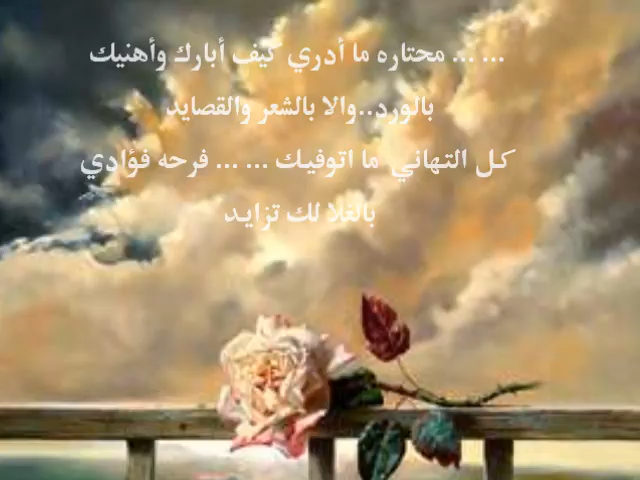 ... ... محتاره ما أدري كيف أبارك وأهنيك
بالورد..والا بالشعر والقصايد
كل التهاني ما اتوفيك ... ... فرحه فؤادي
بالغلا لك تزايد